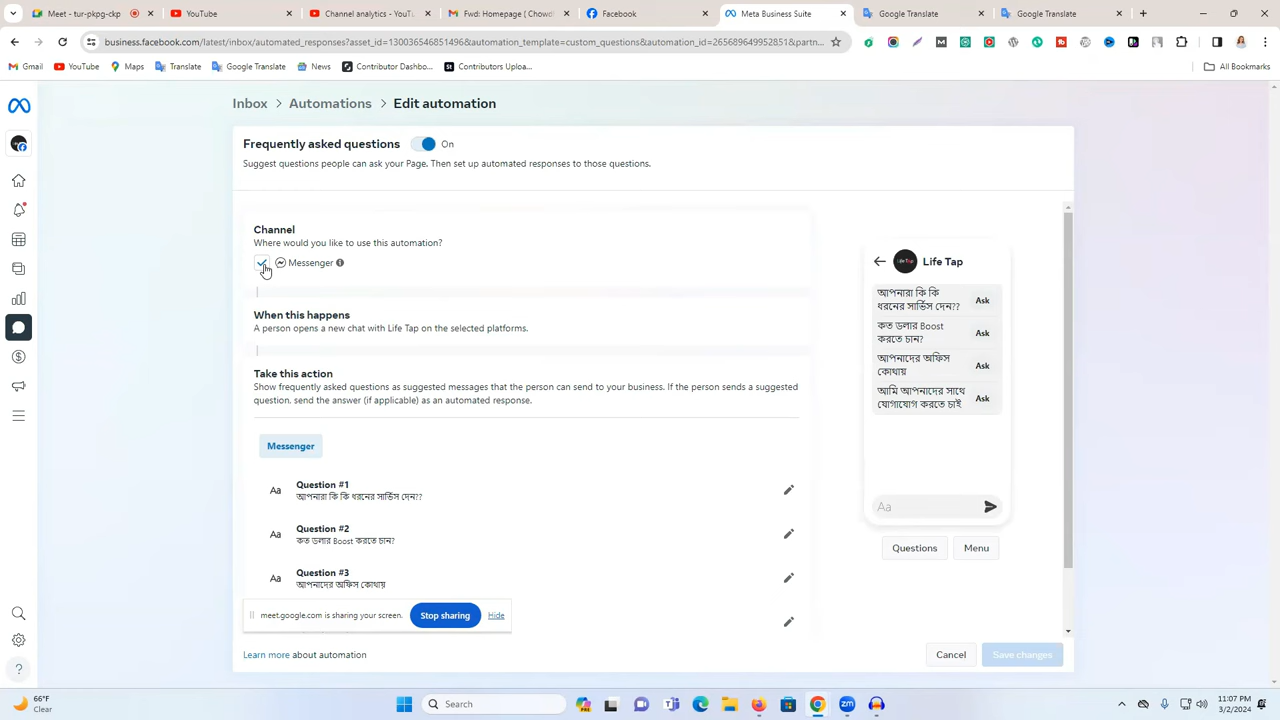 Meet - tur-pzpg-cdg
YouTube
Channel analytics - YouT
Fwd: Homepage [ Chowd
Facebook
Meta Business Suite
Google Translate
Google Translate
business.facebook.com/latest/inbox/automated_responses?asset_id=130036546851496&automation_template=custom_questions&automation_id=265689649952851&partn...
Gmail
YouTube
Maps
Translate
Google Translate
News
Contributor Dashbo...
Contributors Uploa...
All Bookmarks
Inbox > Automations > Edit automation
Frequently asked questions
On
Suggest questions people can ask your Page. Then set up automated responses to those questions.
Channel
Where would you like to use this automation?
Messenger
When this happens
A person opens a new chat with Life Tap on the selected platforms.
Take this action
Show frequently asked questions as suggested messages that the person can send to your business. If the person sends a suggested
question, send the answer (if applicable) as an automated response.
Messenger
Question #1
আপনারা কি কি ধরনের সার্ভিস দেন??
Question #2
কত ডলার Boost করতে চান?
Question #3
আপনাদের অফিস কোথায়
Life Tap
আপনারা কি কি
ধরনের সার্ভিস দেন??
Ask
কত ডলার Boost
করতে চান?
Ask
আপনাদের অফিস
কোথায়
Ask
আমি আপনাদের সাথে
যোগাযোগ করতে চাই
Ask
Aa
Questions
Menu
meet.google.com is sharing your screen.
Stop sharing
Hide
Learn more about automation
Cancel
Save changes
66°F
Clear
Search
11:07 PM
3/2/2024